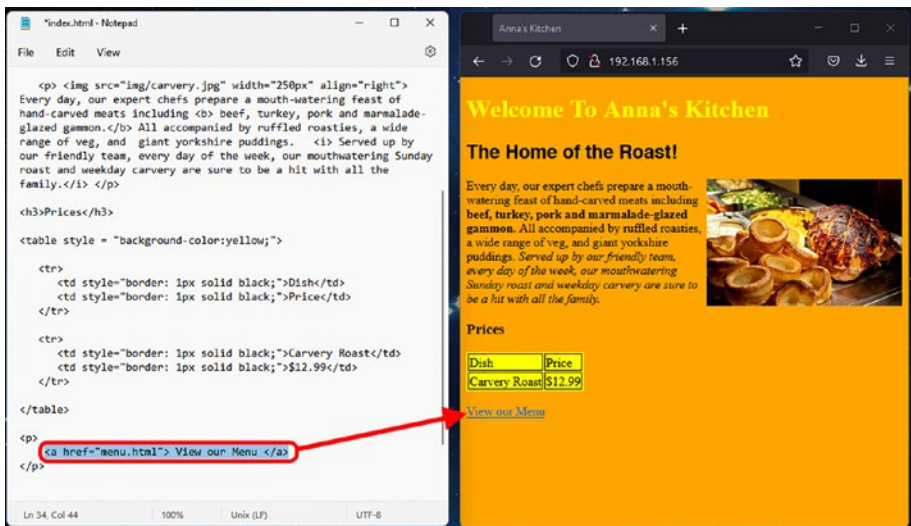 *index.html - Notepad
File Edit View
<p> <img src="img/carvery.jpg" width="250px" align="right">
Every day, our expert chefs prepare a mouth-watering feast of
hand-carved meats including <b> beef, turkey, pork and marmalade-
glazed gammon.</b> All accompanied by ruffled roasties, a wide
range of veg, and  giant yorkshire puddings.   <i> Served up by
our friendly team, every day of the week, our mouthwatering Sunday
roast and weekday carvery are sure to be a hit with all the
family.</i> </p>
<h3>Prices</h3>
<table style = "background-color:yellow;">
<tr>
<td style="border: 1px solid black;">Dish</td>
<td style="border: 1px solid black;">Price</td>
</tr>
<tr>
<td style="border: 1px solid black;">Carvery Roast</td>
<td style="border: 1px solid black;">$12.99</td>
</tr>
</table>
<p>
<a href="menu.html"> View our Menu </a>
</p>
Ln 34, Col 44 100% Unix (LF) UTF-8
Anna's Kitchen
192.168.1.156
Welcome To Anna's Kitchen
The Home of the Roast!
Every day, our expert chefs prepare a mouth-
watering feast of hand-carved meats including
beef, turkey, pork and marmalade-glazed
gammon. All accompanied by ruffled roasties,
a wide range of veg, and giant yorkshire
puddings. Served up by our friendly team,
every day of the week, our mouthwatering
Sunday roast and weekday carvery are sure to
be a hit with all the family.
Prices
Dish Price
Carvery Roast $12.99
View our Menu